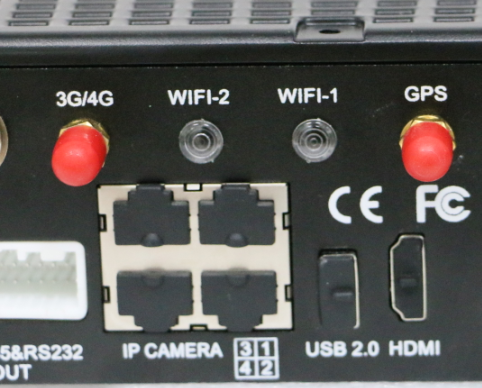 3G/4G WIFI-2 WIFI-1 GPS
CE FC
5&RS232 IP CAMERA 3 1 USB 2.0 HDMI
OUT 4 2